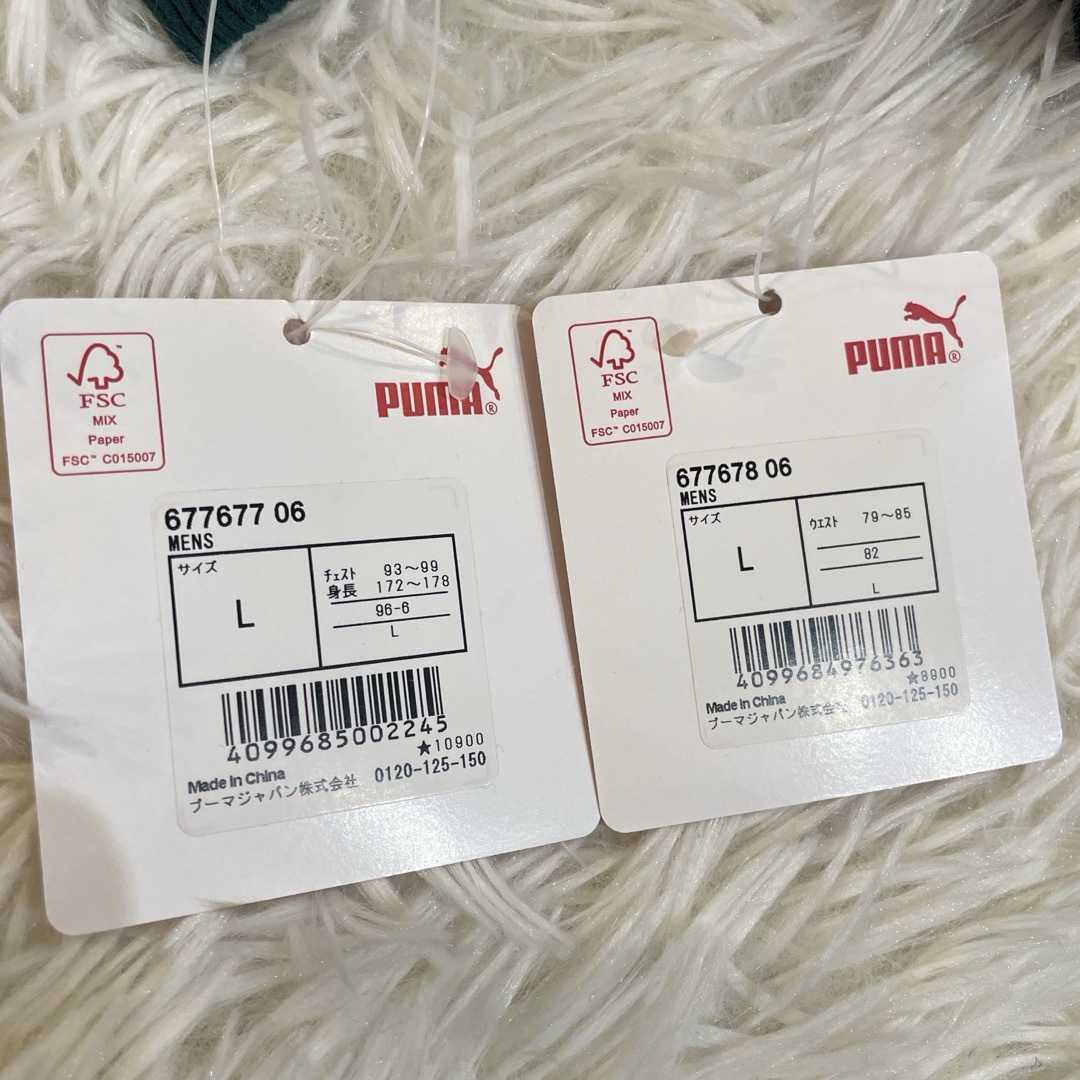 FSC
MIX
Paper
FSC™ C015007
PUMA®
677677 06
MENS
サイズ
L
チェスト 93～99
身長 172～178
96-6
L
4099685002245
★10900
Made in China
プーマジャパン株式会社 0120-125-150
FSC
MIX
Paper
FSC™ C015007
PUMA®
677678 06
MENS
サイズ
L
ウエスト 79～85
82
L
4099684976363
★8900
Made in China
プーマジャパン株式会社 0120-125-150